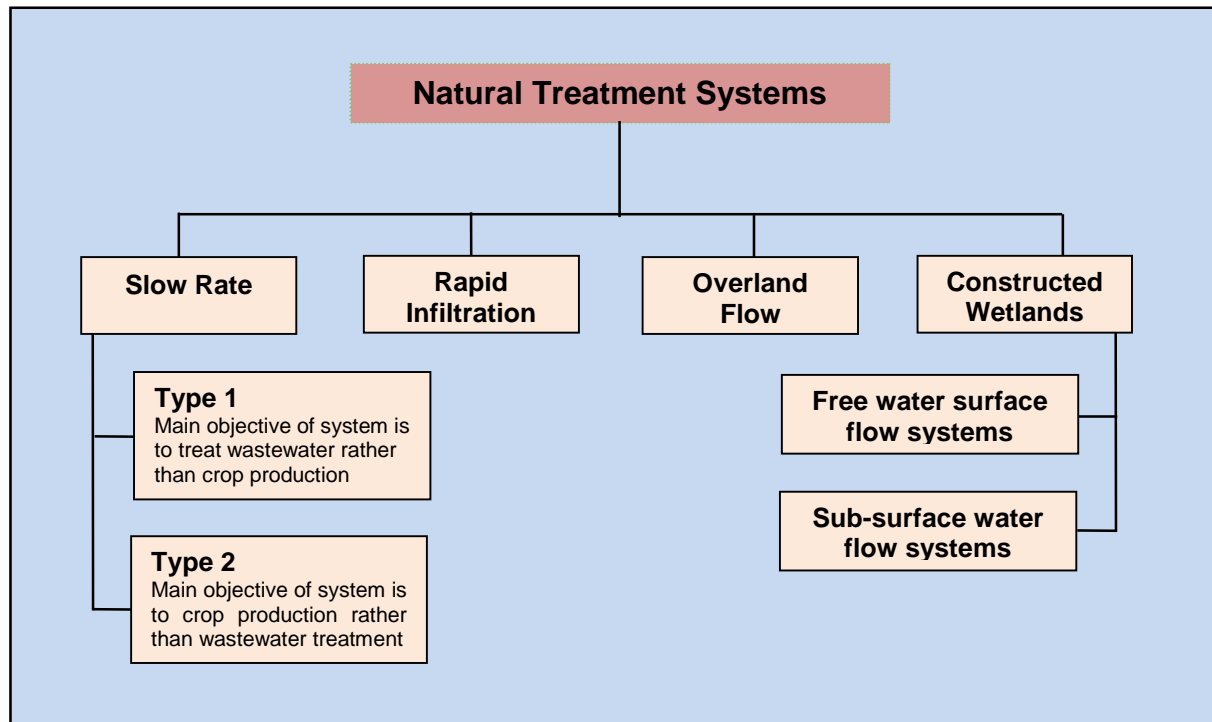 Natural Treatment Systems
Slow Rate
Rapid
Infiltration
Overland
Flow
Constructed
Wetlands
Type 1
Main objective of system is
to treat wastewater rather
than crop production
Type 2
Main objective of system is
to crop production rather
than wastewater treatment
Free water surface
flow systems
Sub-surface water
flow systems